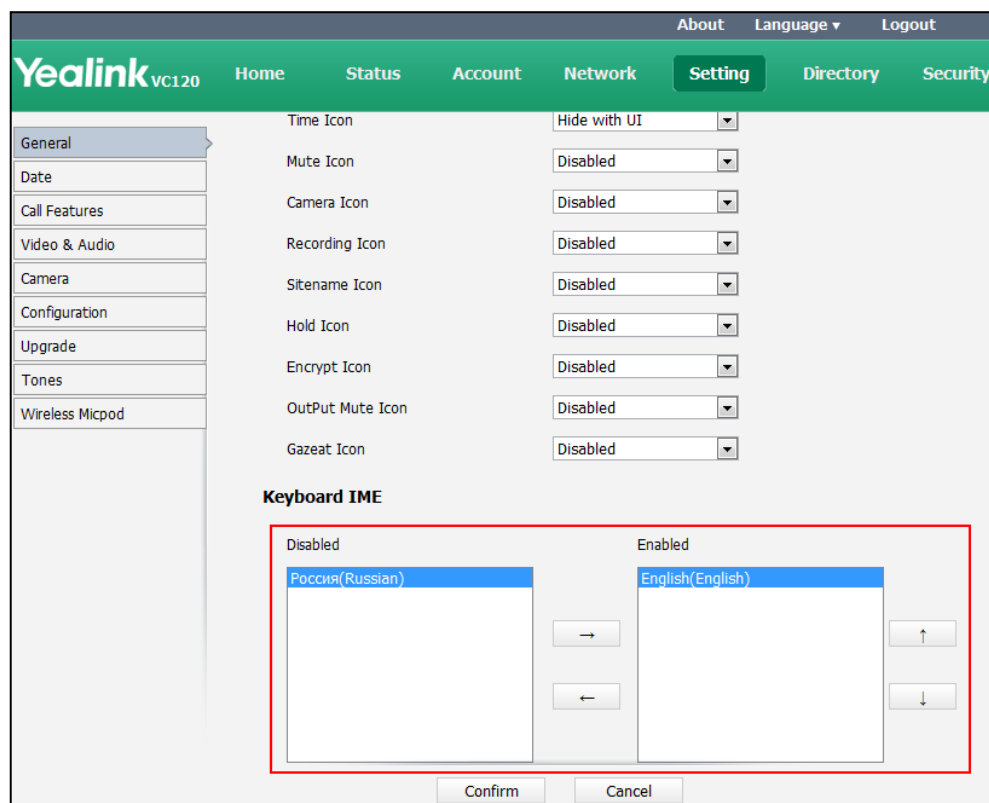 About Language ▾ Logout
Yealink VC120 Home Status Account Network Setting Directory Security
General
Date
Call Features
Video & Audio
Camera
Configuration
Upgrade
Tones
Wireless Micpod
Time Icon Hide with UI
Mute Icon Disabled
Camera Icon Disabled
Recording Icon Disabled
Sitename Icon Disabled
Hold Icon Disabled
Encrypt Icon Disabled
OutPut Mute Icon Disabled
Gazeat Icon Disabled
Keyboard IME
Disabled Enabled
Россия(Russian) English(English)
→ ↑
← ↓
Confirm Cancel